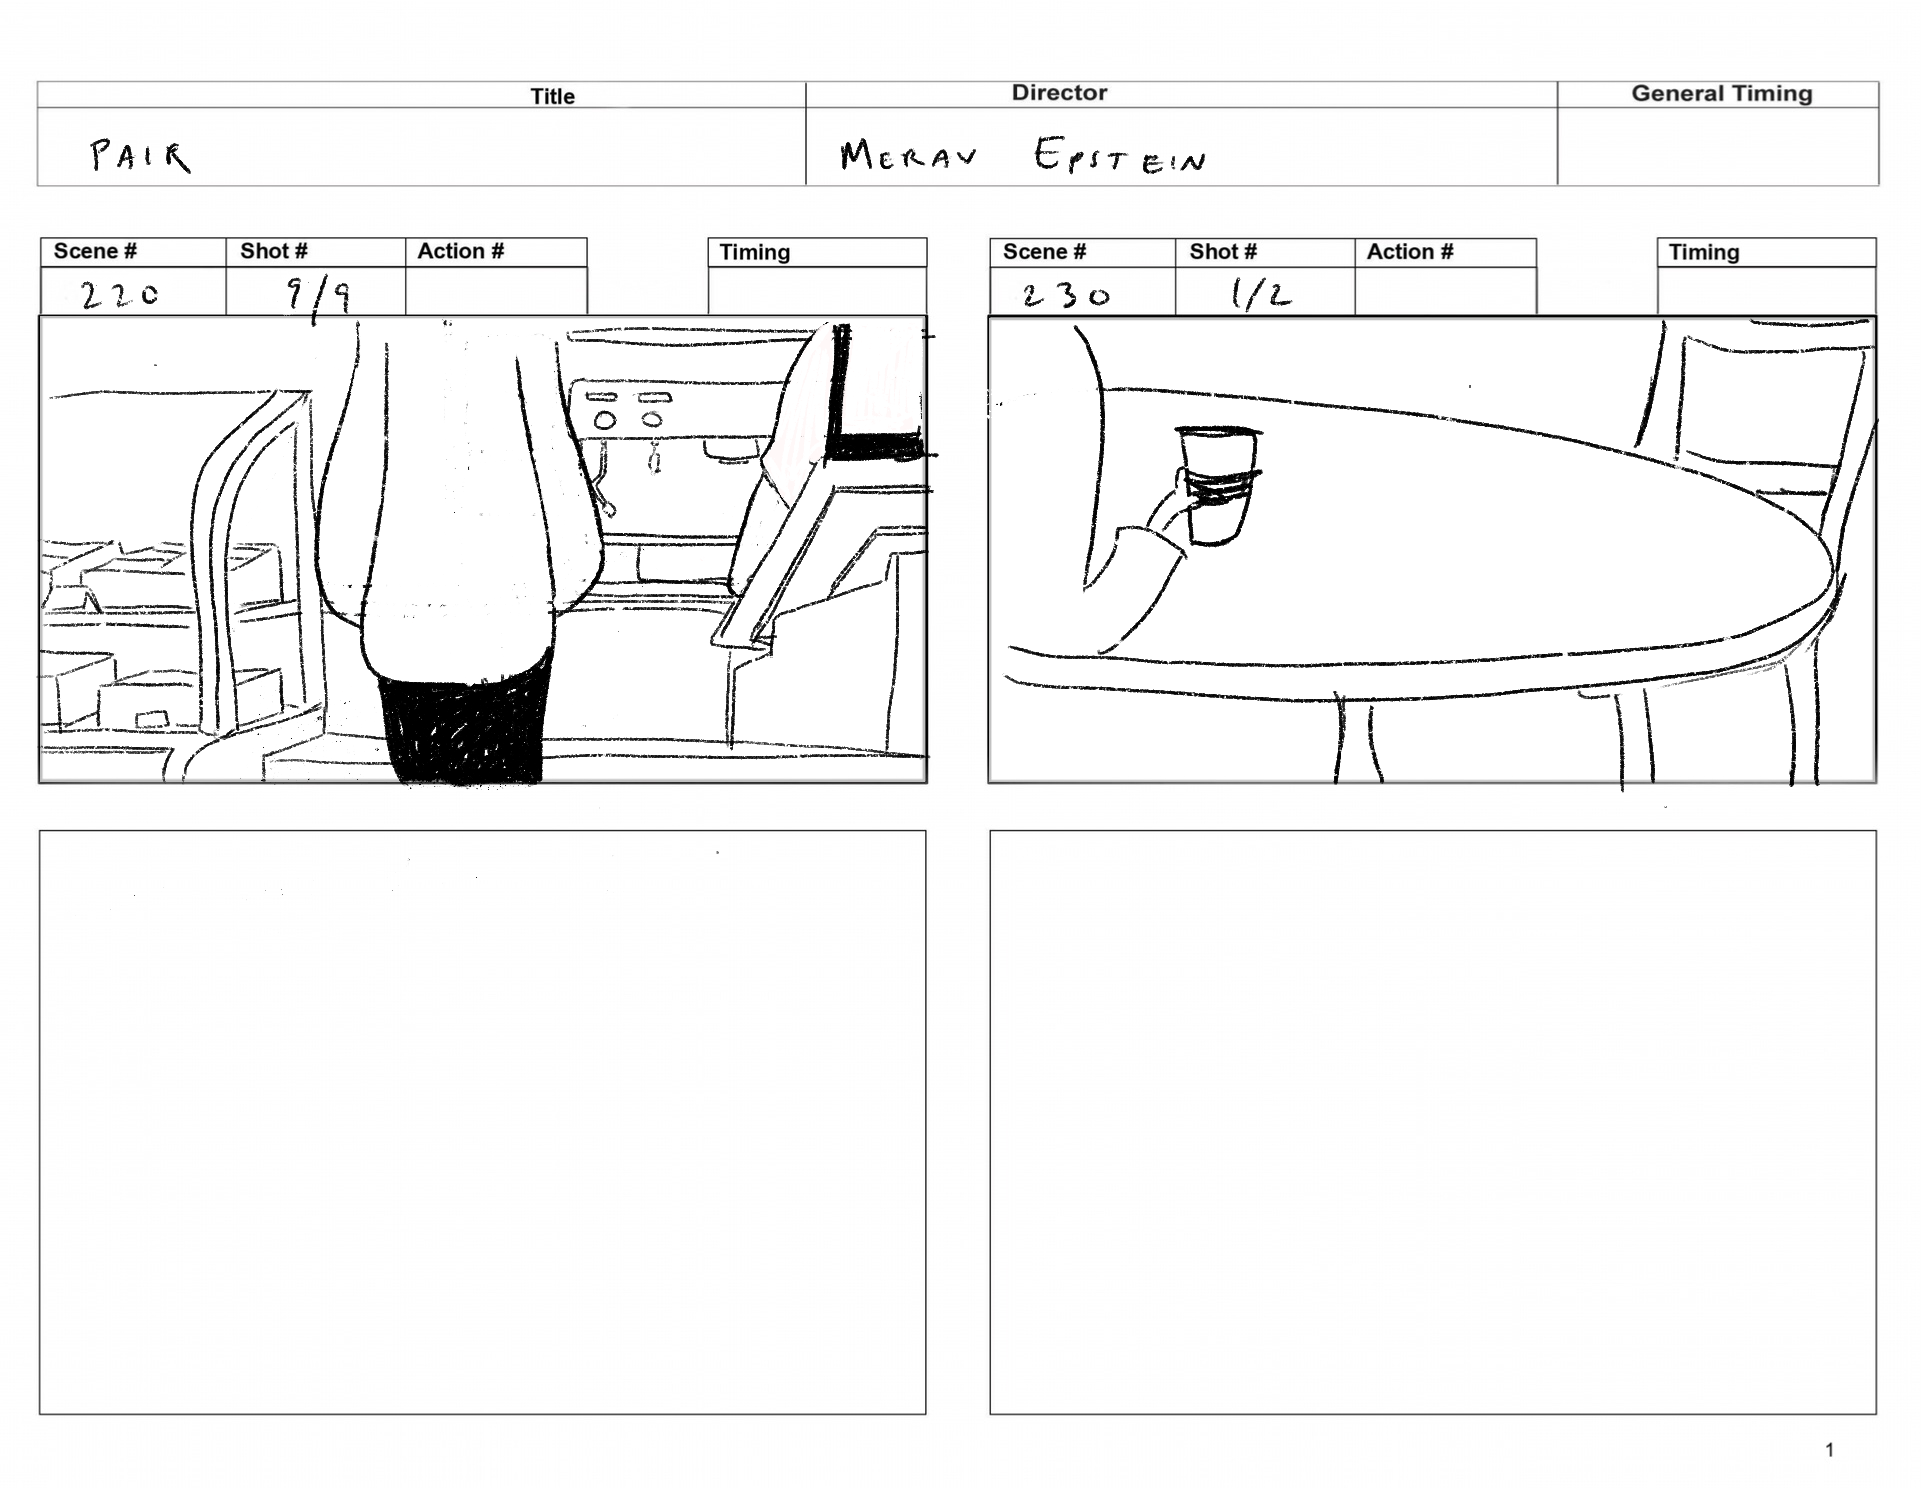 Title Director General Timing
PAIR MERAV EPSTEIN
Scene # Shot # Action # Timing
220 9/9
Scene # Shot # Action # Timing
230 1/2
1